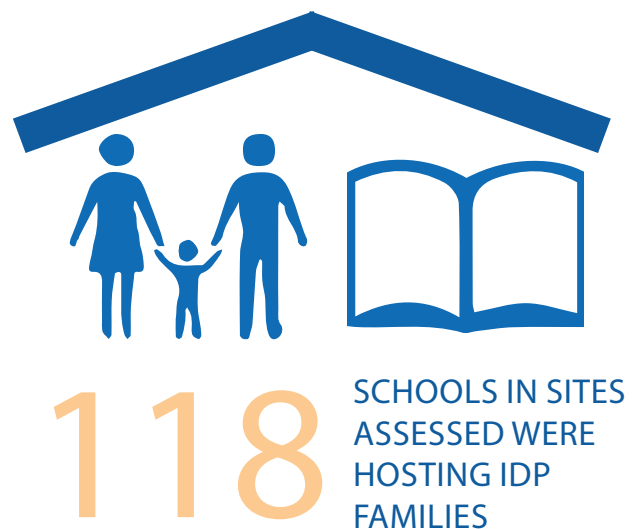 118
SCHOOLS IN SITES
ASSESSED WERE
HOSTING IDP
FAMILIES